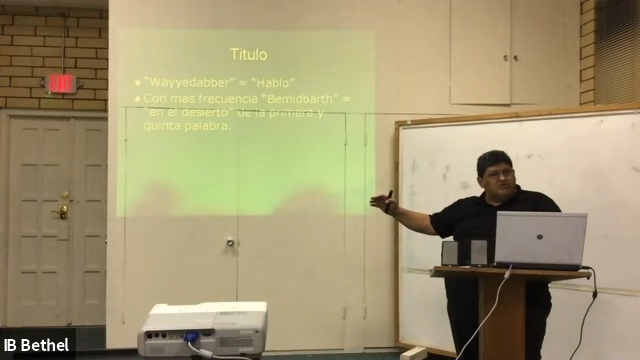 Titulo
"Wayyedabber" = "Hablo"
Con mas frecuencia "Bemidbarth" =
"en el desierto" de la primera y
quinta palabra.
EXIT
IB Bethel